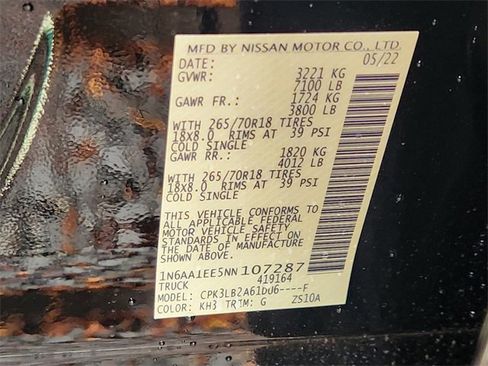 MFD BY NISSAN MOTOR CO., LTD.
DATE: 05/22
GVWR: 3221 KG
7100 LB
GAWR FR.: 1724 KG
3800 LB
WITH 265/70R18 TIRES
18X8.0 RIMS AT 39 PSI
COLD SINGLE
GAWR RR.: 1820 KG
4012 LB
WITH 265/70R18 TIRES
18X8.0 RIMS AT 39 PSI
COLD SINGLE
THIS VEHICLE CONFORMS TO
ALL APPLICABLE FEDERAL
MOTOR VEHICLE SAFETY
STANDARDS IN EFFECT ON
THE DATE OF MANUFACTURE
SHOWN ABOVE.
1N6AA1EE5NN107287
TRUCK 419164
MODEL: CPK3LB2A61DU6----F
COLOR: KH3 TRIM: G ZS10A